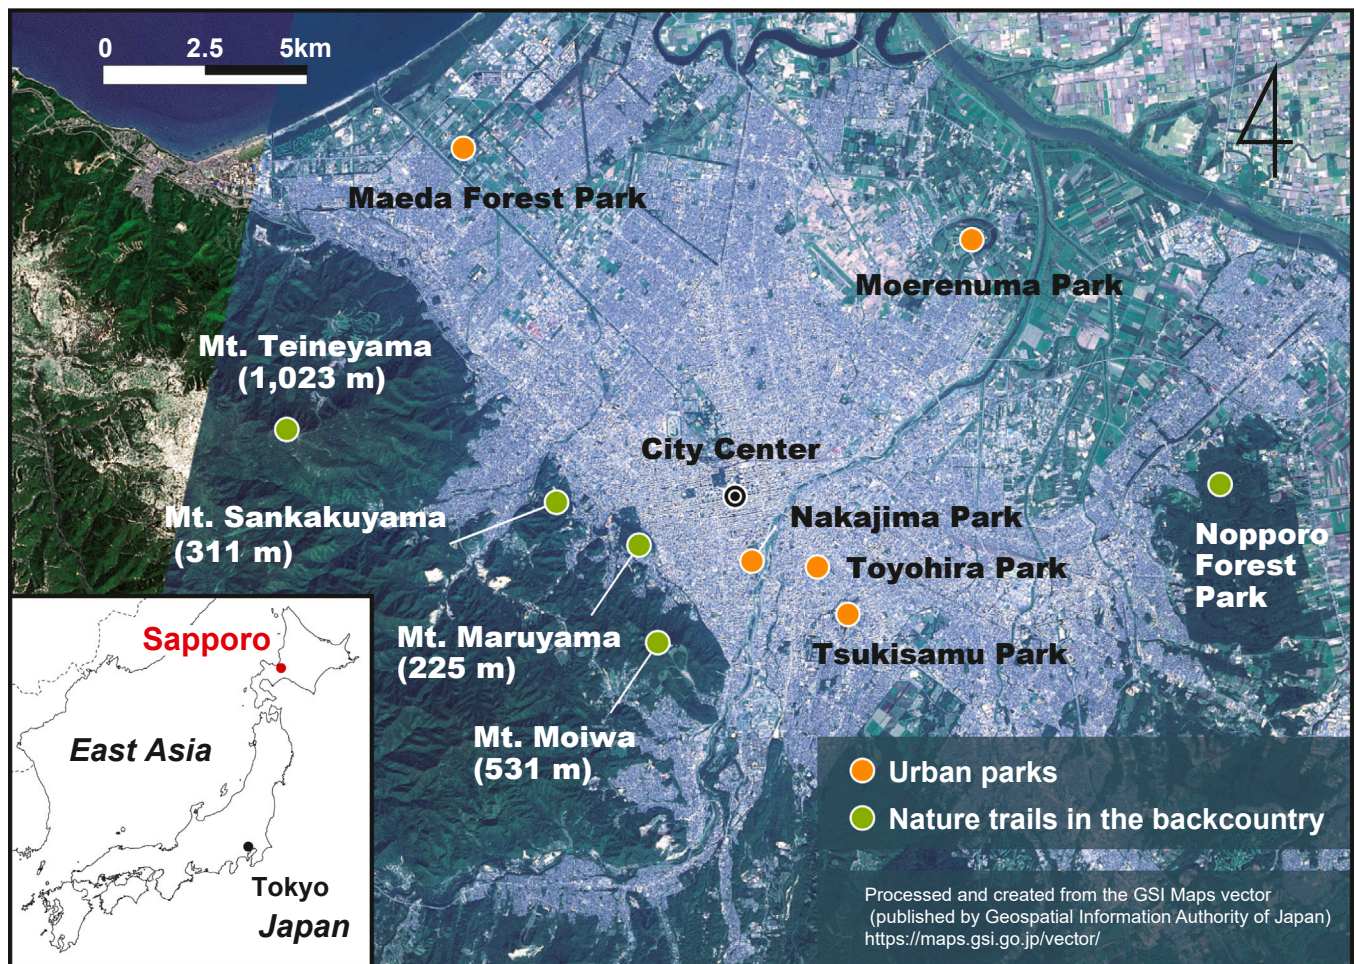 0 2.5 5km
Maeda Forest Park
Moerenuma Park
Mt. Teineyama
(1,023 m)
City Center
Mt. Sankakuyama
(311 m)
Nakajima Park
Toyohira Park
Nopporo
Forest
Park
Mt. Maruyama
(225 m)
Tsukisamu Park
Mt. Moiwa
(531 m)
Sapporo
East Asia
Tokyo
Japan
Urban parks
Nature trails in the backcountry
Processed and created from the GSI Maps vector
(published by Geospatial Information Authority of Japan)
https://maps.gsi.go.jp/vector/